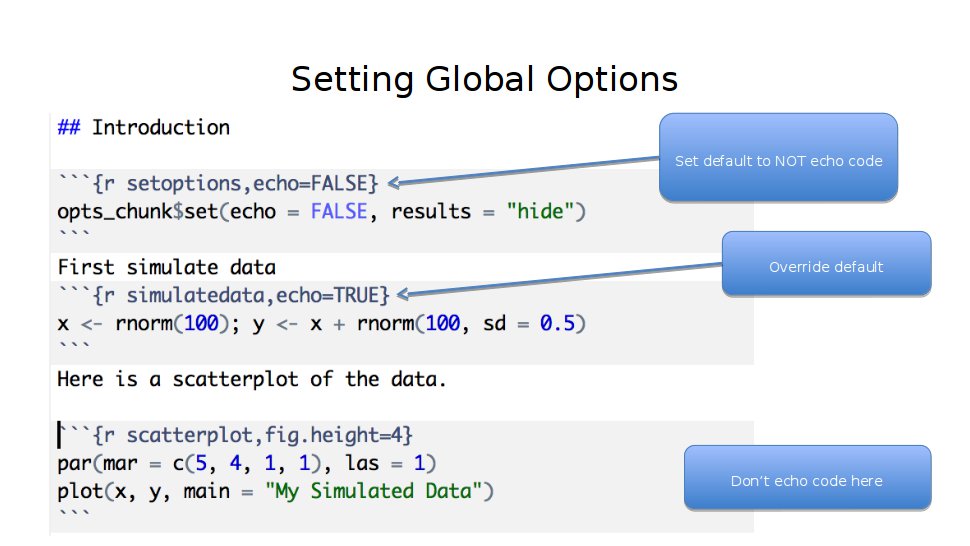 Setting Global Options
## Introduction
Set default to NOT echo code
```{r setoptions,echo=FALSE}
opts_chunk$set(echo = FALSE, results = "hide")
```
Override default
First simulate data
```{r simulatedata,echo=TRUE}
x <- rnorm(100); y <- x + rnorm(100, sd = 0.5)
```
Here is a scatterplot of the data.
```{r scatterplot,fig.height=4}
par(mar = c(5, 4, 1, 1), las = 1)
plot(x, y, main = "My Simulated Data")
```
Don't echo code here